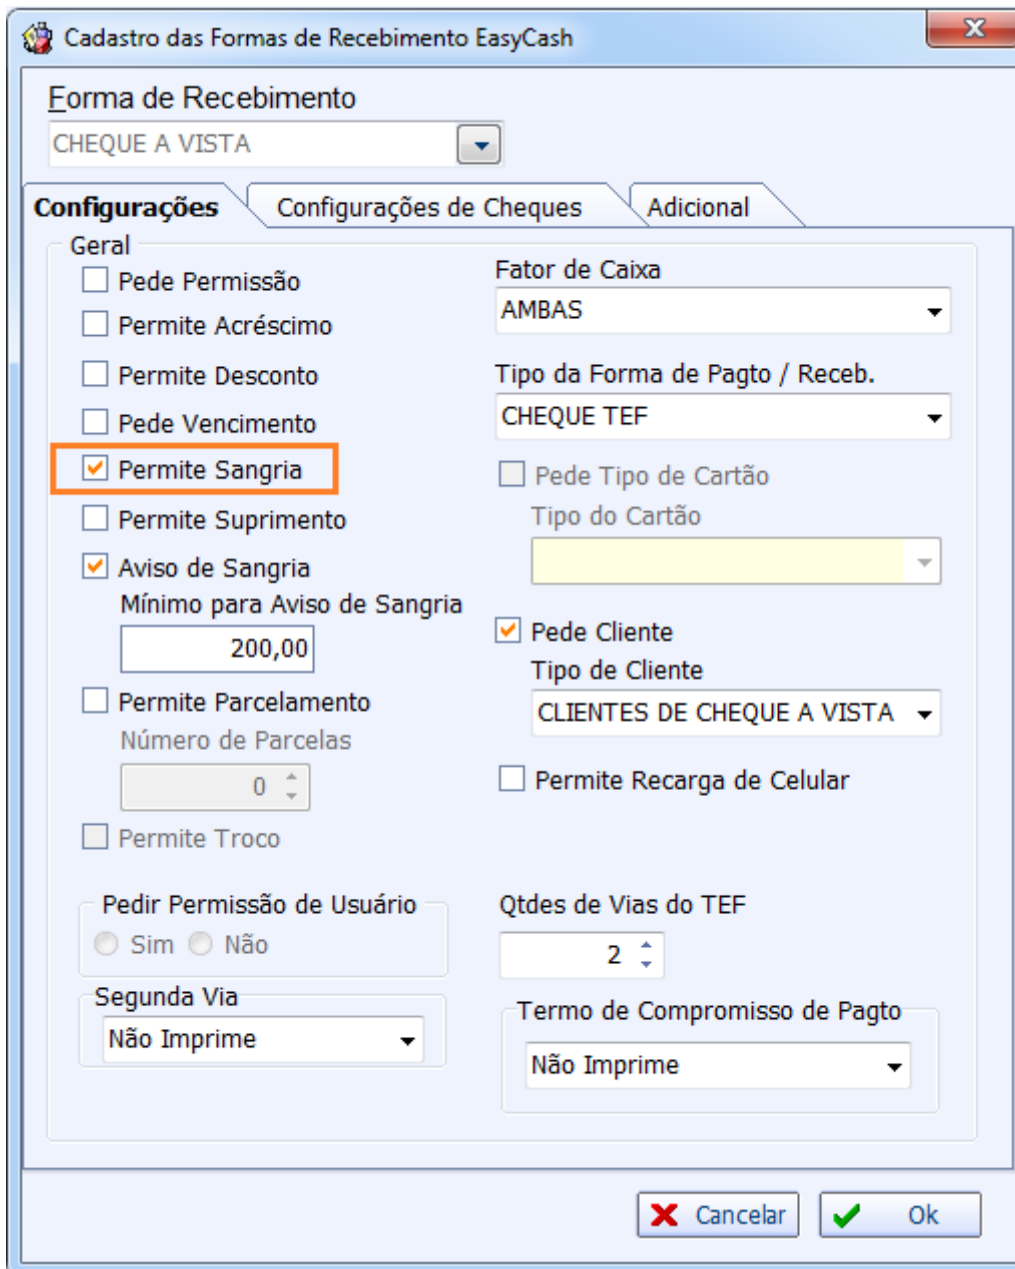 Cadastro das Formas de Recebimento EasyCash
Forma de Recebimento
CHEQUE A VISTA
Configurações
Configurações de Cheques
Adicional
Geral
Pede Permissão
Permite Acréscimo
Permite Desconto
Pede Vencimento
Permite Sangria
Permite Suprimento
Aviso de Sangria
Mínimo para Aviso de Sangria
200,00
Permite Parcelamento
Número de Parcelas
0
Permite Troco
Fator de Caixa
AMBAS
Tipo da Forma de Pagto / Receb.
CHEQUE TEF
Pede Tipo de Cartão
Tipo do Cartão
Pede Cliente
Tipo de Cliente
CLIENTES DE CHEQUE A VISTA
Permite Recarga de Celular
Pedir Permissão de Usuário
Sim Não
Segunda Via
Não Imprime
Qtdes de Vias do TEF
2
Termo de Compromisso de Pagto
Não Imprime
Cancelar
Ok